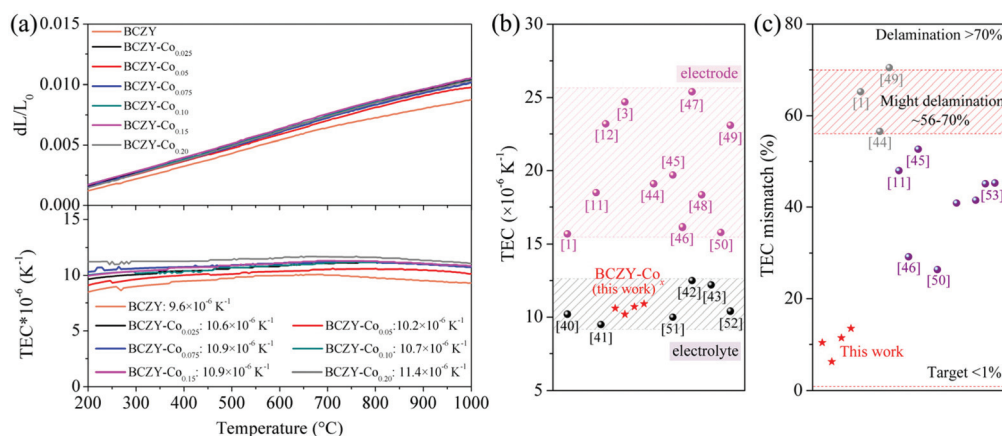 (a)
dL/L0
0.015
0.010
0.005
0.000
BCZY
BCZY-Co0.025
BCZY-Co0.05
BCZY-Co0.075
BCZY-Co0.10
BCZY-Co0.15
BCZY-Co0.20
TEC*10-6 (K-1)
15
10
5
0
BCZY: 9.6×10-6 K-1
BCZY-Co0.025: 10.6×10-6 K-1
BCZY-Co0.05: 10.2×10-6 K-1
BCZY-Co0.075: 10.9×10-6 K-1
BCZY-Co0.10: 10.7×10-6 K-1
BCZY-Co0.15: 10.9×10-6 K-1
BCZY-Co0.20: 11.4×10-6 K-1
200 300 400 500 600 700 800 900 1000
Temperature (°C)
(b)
TEC (×10-6 K-1)
30
25
20
15
10
5
electrode
[47]
[3]
[12]
[49]
[45]
[44]
[11]
[48]
[46]
[1]
[50]
BCZY-Cox
(this work)
[42]
[43]
[40]
[41]
[51]
[52]
electrolyte
(c)
TEC mismatch (%)
80
60
40
20
0
Delamination >70%
[49]
[1]
Might delamination
~56-70%
[44]
[45]
[11]
[53]
[46]
[50]
This work
Target <1%